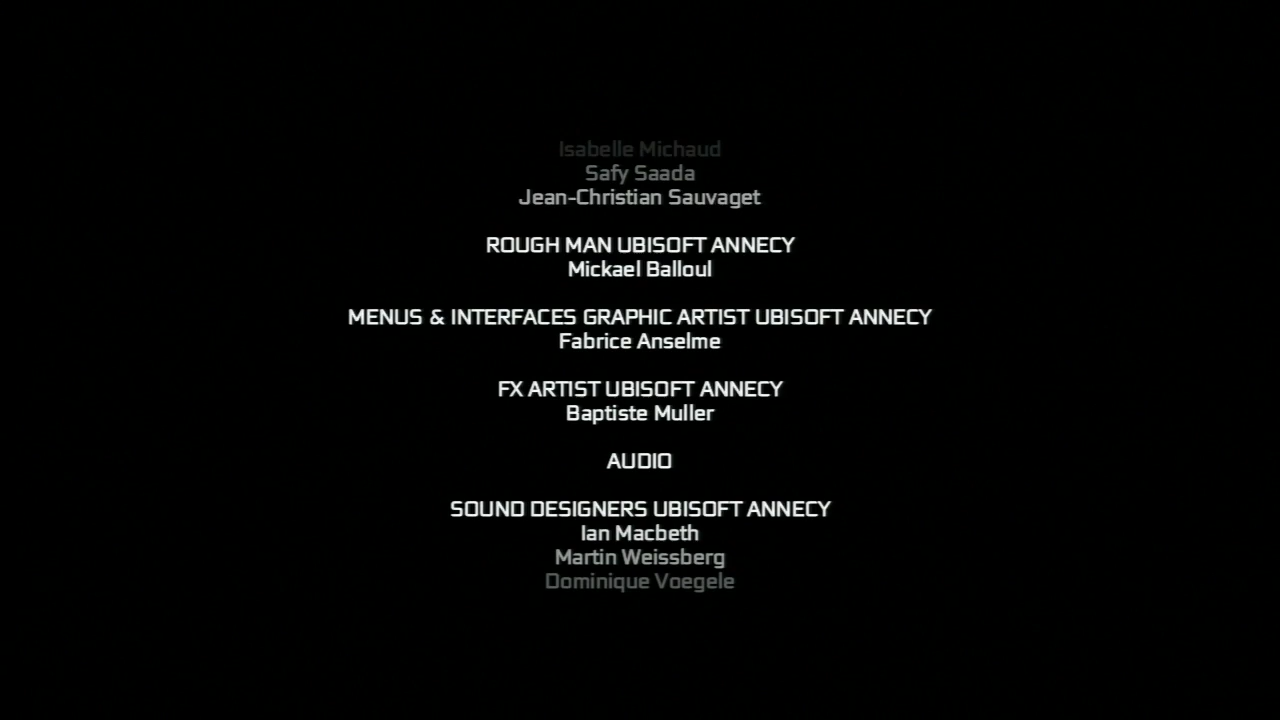 Isabelle Michaud
Safy Saada
Jean-Christian Sauvaget
ROUGH MAN UBISOFT ANNECY
Mickael Balloul
MENUS & INTERFACES GRAPHIC ARTIST UBISOFT ANNECY
Fabrice Anselme
FX ARTIST UBISOFT ANNECY
Baptiste Muller
AUDIO
SOUND DESIGNERS UBISOFT ANNECY
Ian Macbeth
Martin Weissberg
Dominique Voegele